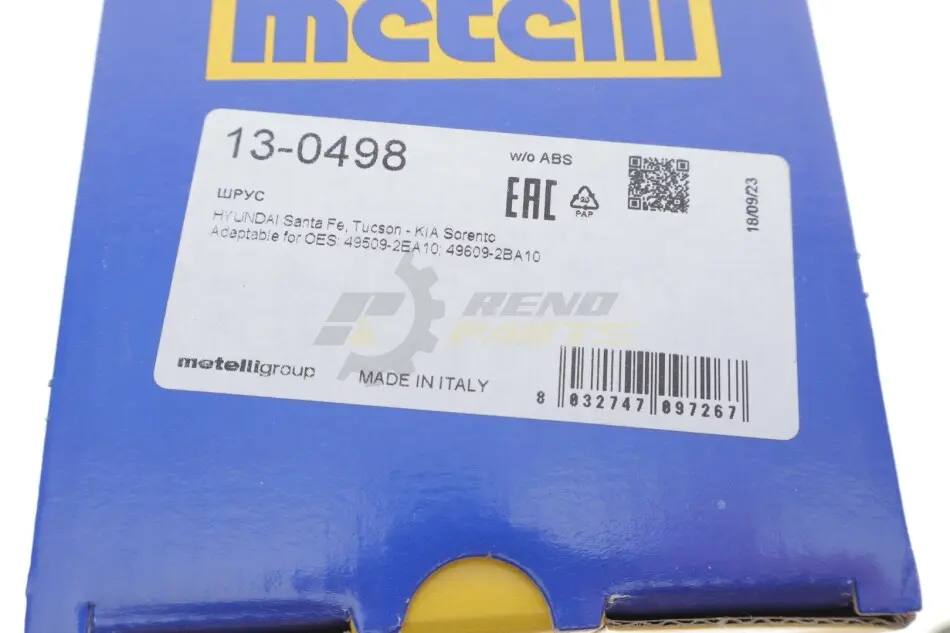 metelli
13-0498
w/o ABS
EAC
20
PAP
18/09/23
ШРУС
HYUNDAI Santa Fe, Tucson - KIA Sorento
Adaptable for OES: 49509-2EA10; 49609-2BA10
RENO
PARTS
metelligroup
MADE IN ITALY
8 032747 097267